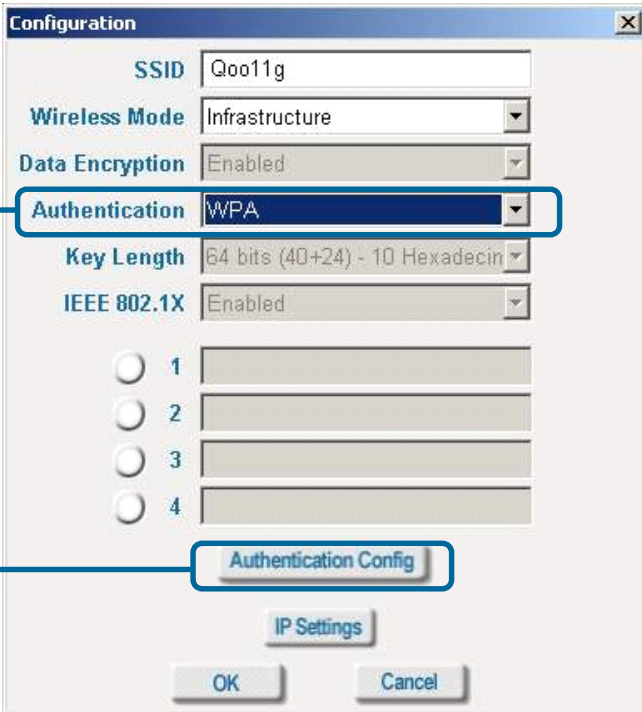 Configuration
SSID Qoo11g
Wireless Mode Infrastructure
Data Encryption Enabled
Authentication WPA
Key Length 64 bits (40+24) - 10 Hexadecin
IEEE 802.1X Enabled
1
2
3
4
Authentication Config
IP Settings
OK Cancel